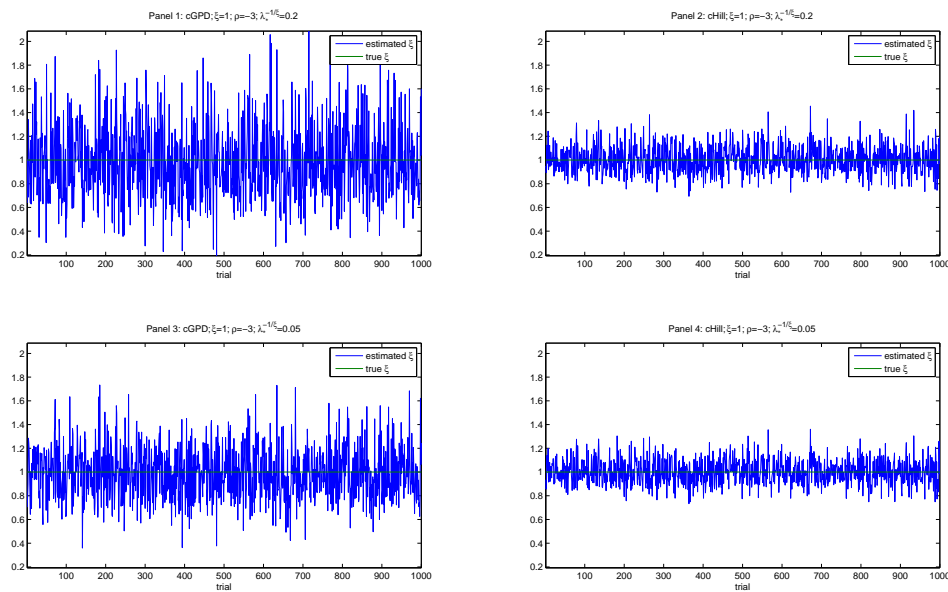 Panel 1: cGPD; ξ=1; ρ=−3; λ*^−1/ξ=0.2
2
1.8
1.6
1.4
1.2
1
0.8
0.6
0.4
0.2
estimated ξ
true ξ
100 200 300 400 500 600 700 800 900 1000
trial
Panel 2: cHill; ξ=1; ρ=−3; λ*^−1/ξ=0.2
2
1.8
1.6
1.4
1.2
1
0.8
0.6
0.4
0.2
estimated ξ
true ξ
100 200 300 400 500 600 700 800 900 1000
trial
Panel 3: cGPD; ξ=1; ρ=−3; λ*^−1/ξ=0.05
2
1.8
1.6
1.4
1.2
1
0.8
0.6
0.4
0.2
estimated ξ
true ξ
100 200 300 400 500 600 700 800 900 1000
trial
Panel 4: cHill; ξ=1; ρ=−3; λ*^−1/ξ=0.05
2
1.8
1.6
1.4
1.2
1
0.8
0.6
0.4
0.2
estimated ξ
true ξ
100 200 300 400 500 600 700 800 900 1000
trial